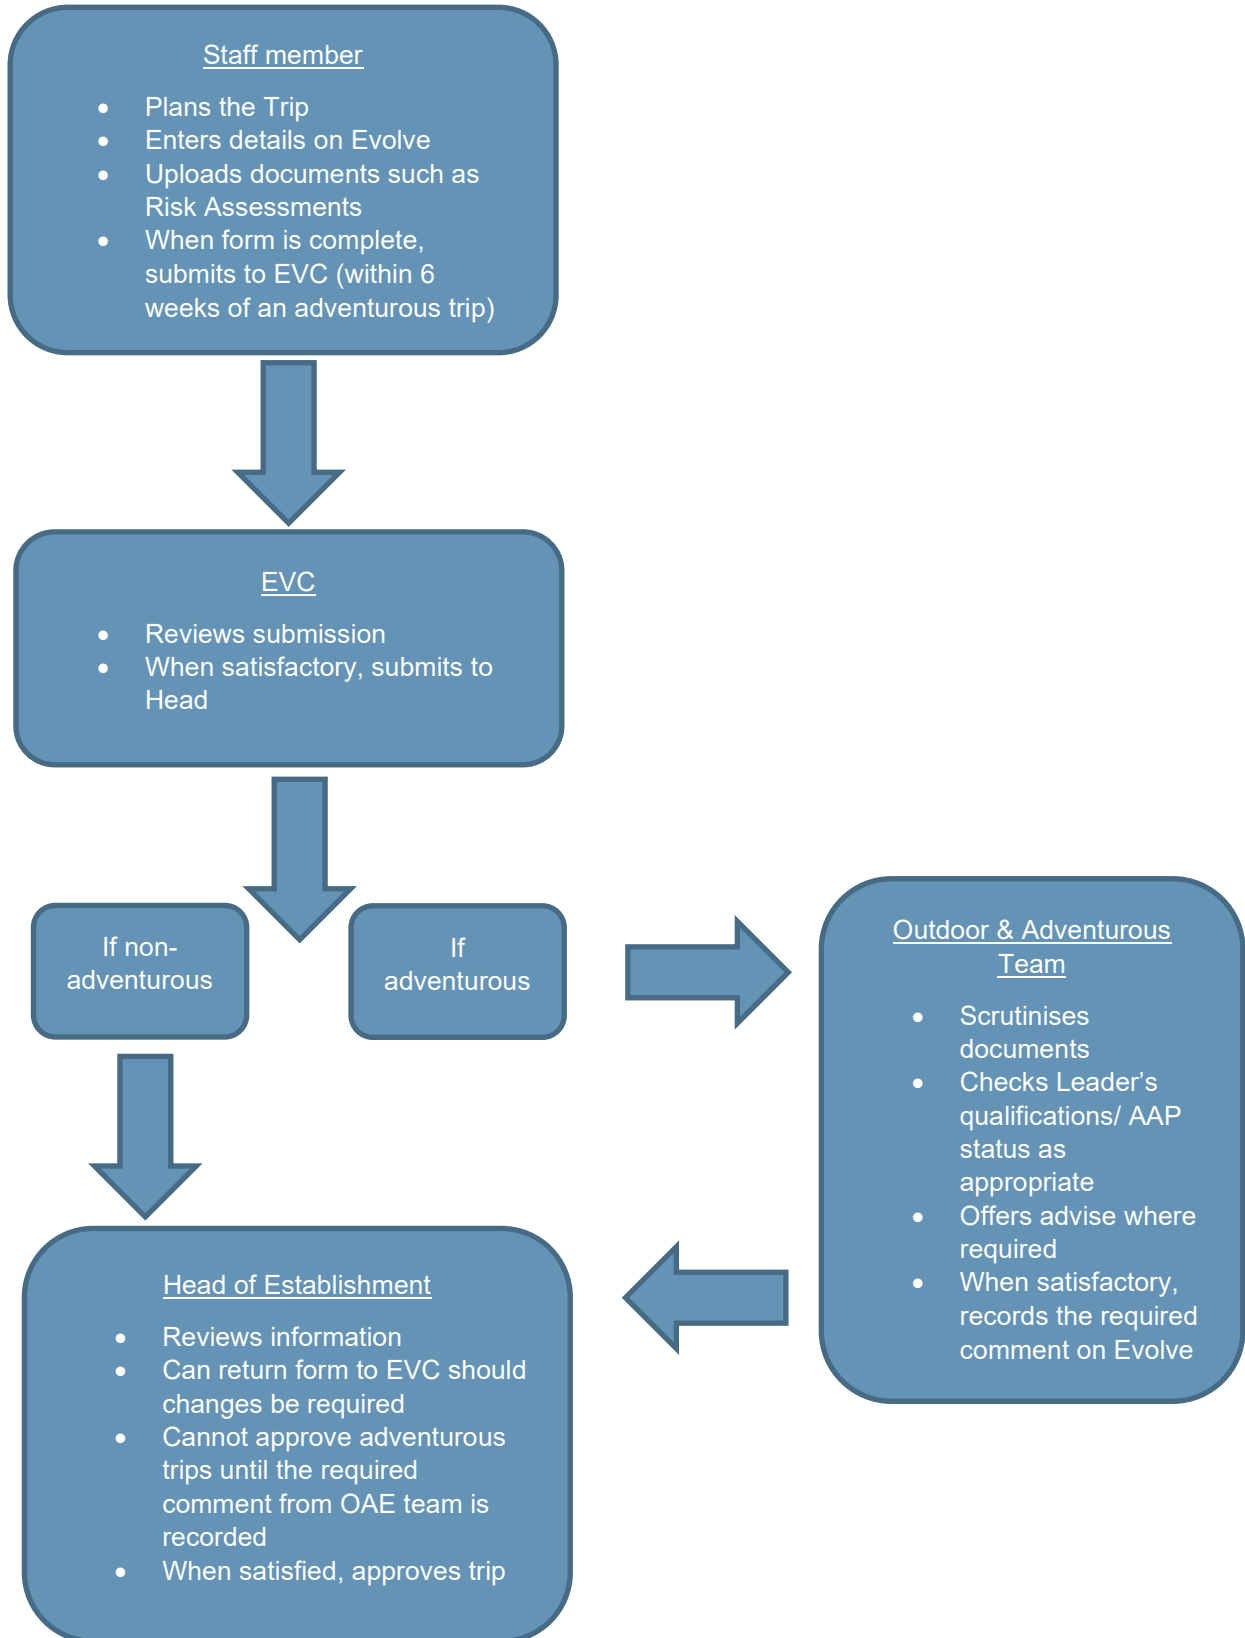 Staff member
• Plans the Trip
• Enters details on Evolve
• Uploads documents such as
Risk Assessments
• When form is complete,
submits to EVC (within 6
weeks of an adventurous trip)
EVC
• Reviews submission
• When satisfactory, submits to
Head
If non-
adventurous
If
adventurous
Outdoor & Adventurous
Team
• Scrutinises
documents
• Checks Leader’s
qualifications/ AAP
status as
appropriate
• Offers advise where
required
• When satisfactory,
records the required
comment on Evolve
Head of Establishment
• Reviews information
• Can return form to EVC should
changes be required
• Cannot approve adventurous
trips until the required
comment from OAE team is
recorded
• When satisfied, approves trip